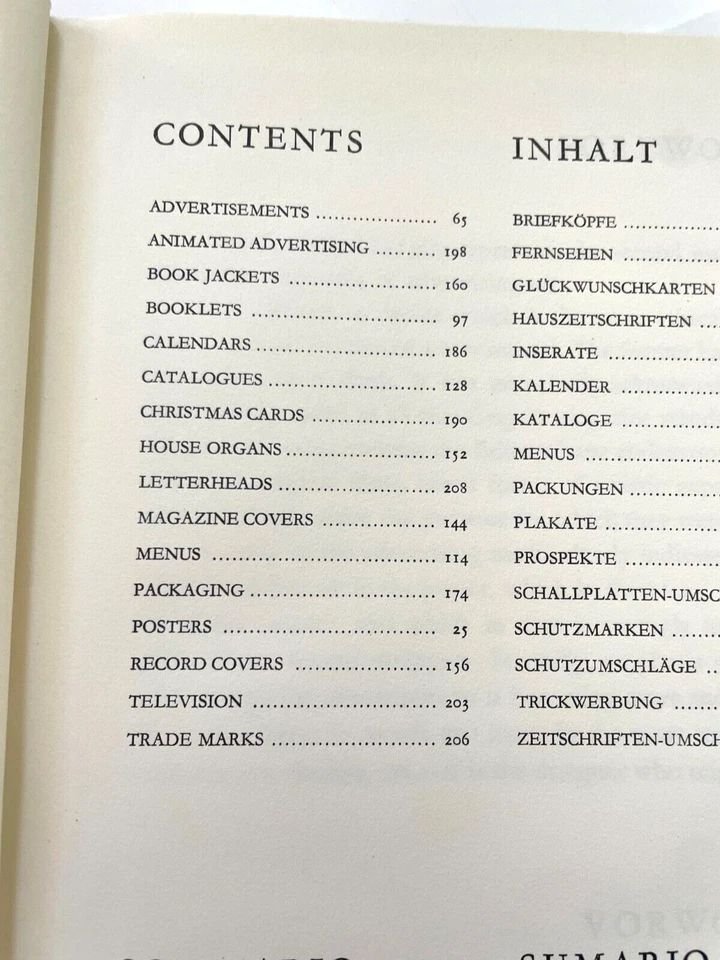 CONTENTS
ADVERTISEMENTS .................... 65
ANIMATED ADVERTISING .......... 198
BOOK JACKETS ......................... 160
BOOKLETS ................................ 97
CALENDARS .............................. 186
CATALOGUES ............................ 128
CHRISTMAS CARDS .................... 190
HOUSE ORGANS ......................... 152
LETTERHEADS .......................... 208
MAGAZINE COVERS ................... 144
MENUS ..................................... 114
PACKAGING .............................. 174
POSTERS ................................... 25
RECORD COVERS ....................... 156
TELEVISION .............................. 203
TRADE MARKS ........................... 206
INHALT
BRIEFKÖPFE ................
FERNSEHEN ..................
GLÜCKWUNSCHKARTEN
HAUSZEITSCHRIFTEN ...
INSERATE ....................
KALENDER ..................
KATALOGE ..................
MENUS .......................
PACKUNGEN ...............
PLAKATE ....................
PROSPEKTE .................
SCHALLPLATTEN-UMSC
SCHUTZMARKEN .........
SCHUTZUMSCHLÄGE ..
TRICKWERBUNG .......
ZEITSCHRIFTEN-UMSCH
SUMARIO